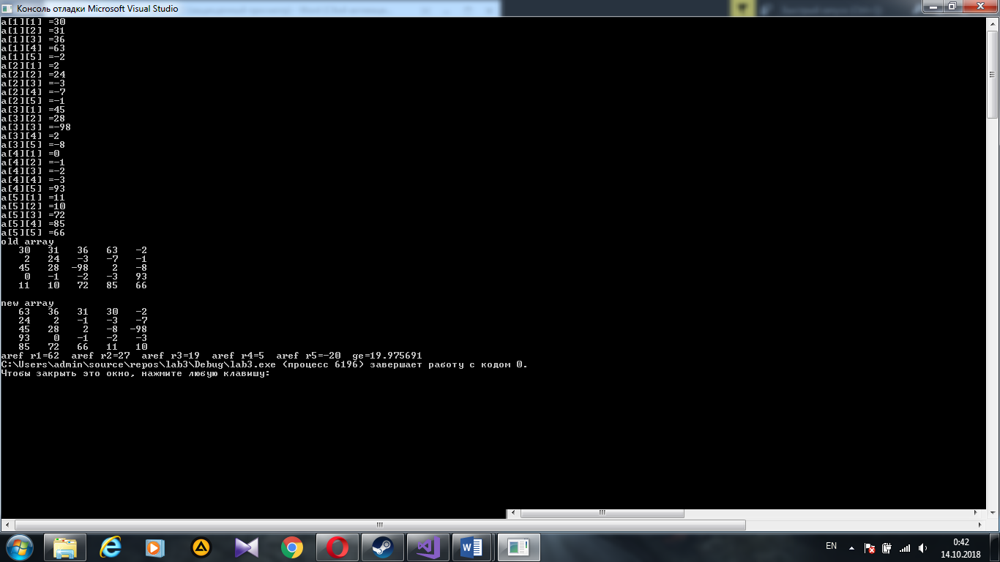 Консоль отладки Microsoft Visual Studio
a[1][1] =30
a[1][2] =31
a[1][3] =36
a[1][4] =63
a[1][5] =-2
a[2][1] =2
a[2][2] =24
a[2][3] =-3
a[2][4] =-7
a[2][5] =-1
a[3][1] =45
a[3][2] =28
a[3][3] =-98
a[3][4] =2
a[3][5] =-8
a[4][1] =0
a[4][2] =-1
a[4][3] =-2
a[4][4] =-3
a[4][5] =93
a[5][1] =11
a[5][2] =10
a[5][3] =72
a[5][4] =85
a[5][5] =66
old array
30 31 36 63 -2
2 24 -3 -7 -1
45 28 -98 2 -8
0 -1 -2 -3 93
11 10 72 85 66
new array
63 36 31 30 -2
24 2 -1 -3 -7
45 28 2 -8 -98
93 0 -1 -2 -3
85 72 66 11 10
aref r1=62 aref r2=27 aref r3=19 aref r4=5 aref r5=-20 ge=19.975691
C:\Users\admin\source\repos\lab3\Debug\lab3.exe (процесс 6196) завершает работу с кодом 0.
Чтобы закрыть это окно, нажмите любую клавишу:
EN
0:42
14.10.2018